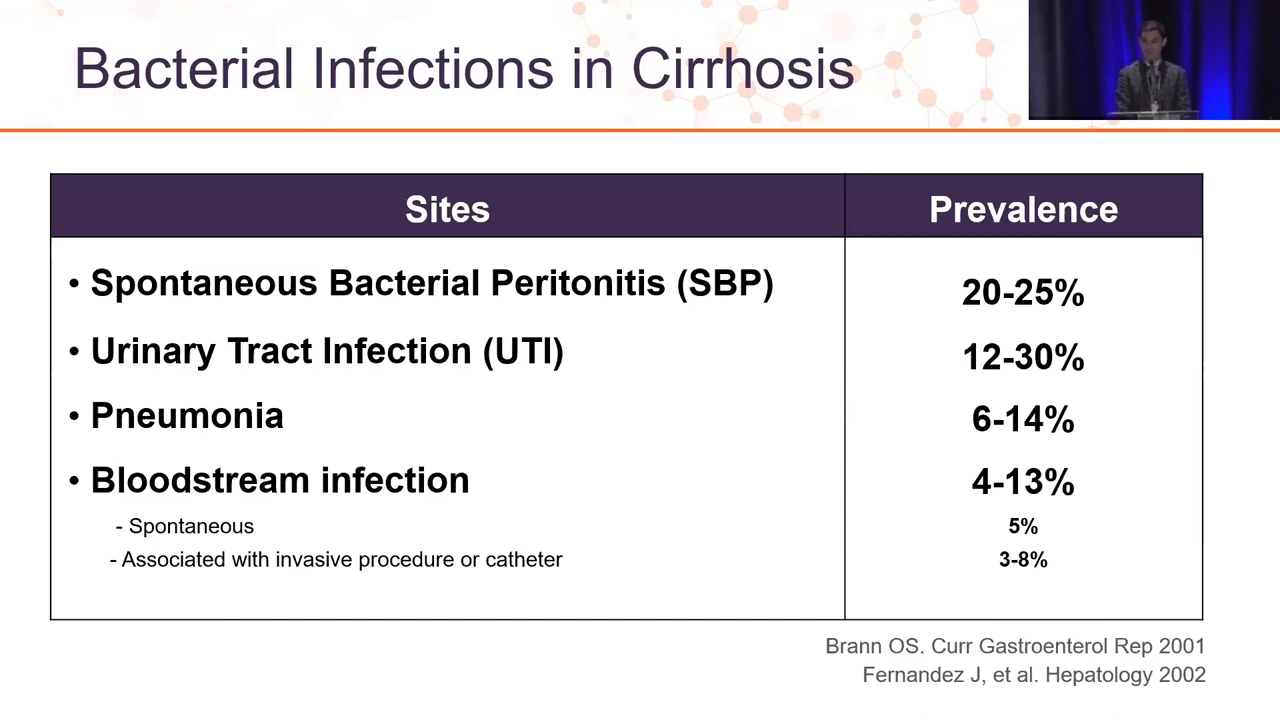 Bacterial Infections in Cirrhosis
Sites Prevalence
• Spontaneous Bacterial Peritonitis (SBP) 20-25%
• Urinary Tract Infection (UTI) 12-30%
• Pneumonia 6-14%
• Bloodstream infection 4-13%
- Spontaneous 5%
- Associated with invasive procedure or catheter 3-8%
Brann OS. Curr Gastroenterol Rep 2001
Fernandez J, et al. Hepatology 2002